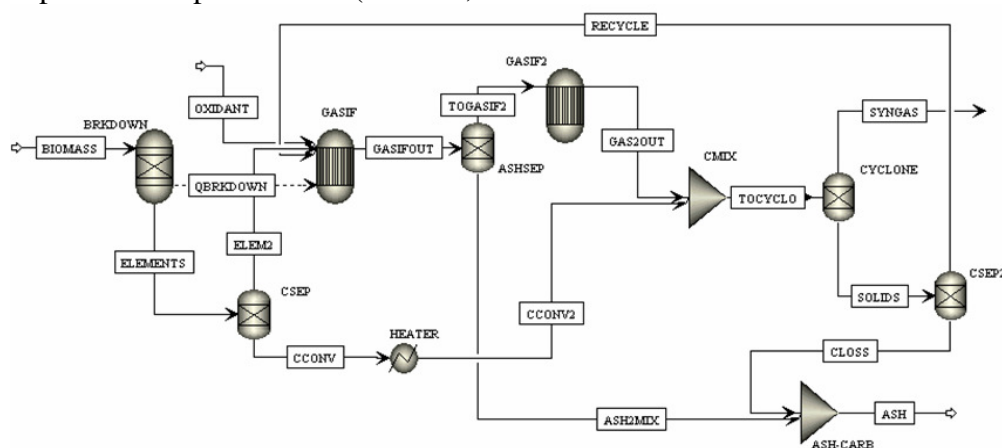 RECYCLE
GASIF2
OXIDANT
GASIF
TOGASIF2
SYNGAS
BRKDOWN
BIOMASS
GASIFOUT
GAS2OUT
CMIX
CYCLONE
ASHSEP
QBRKDOWN
TOCYCLO
ELEMENTS
ELEM2
CSEP
CSEP2
SOLIDS
CCONV2
HEATER
CCONV
CLOSS
ASH2MIX
ASH
ASH-CARB